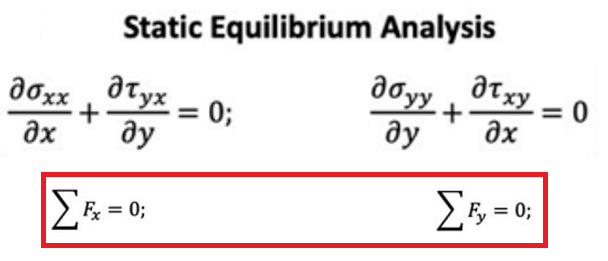 Static Equilibrium Analysis
∂σxx/∂x + ∂τyx/∂y = 0; ∂σyy/∂y + ∂τxy/∂x = 0
∑ Fx = 0; ∑ Fy = 0;